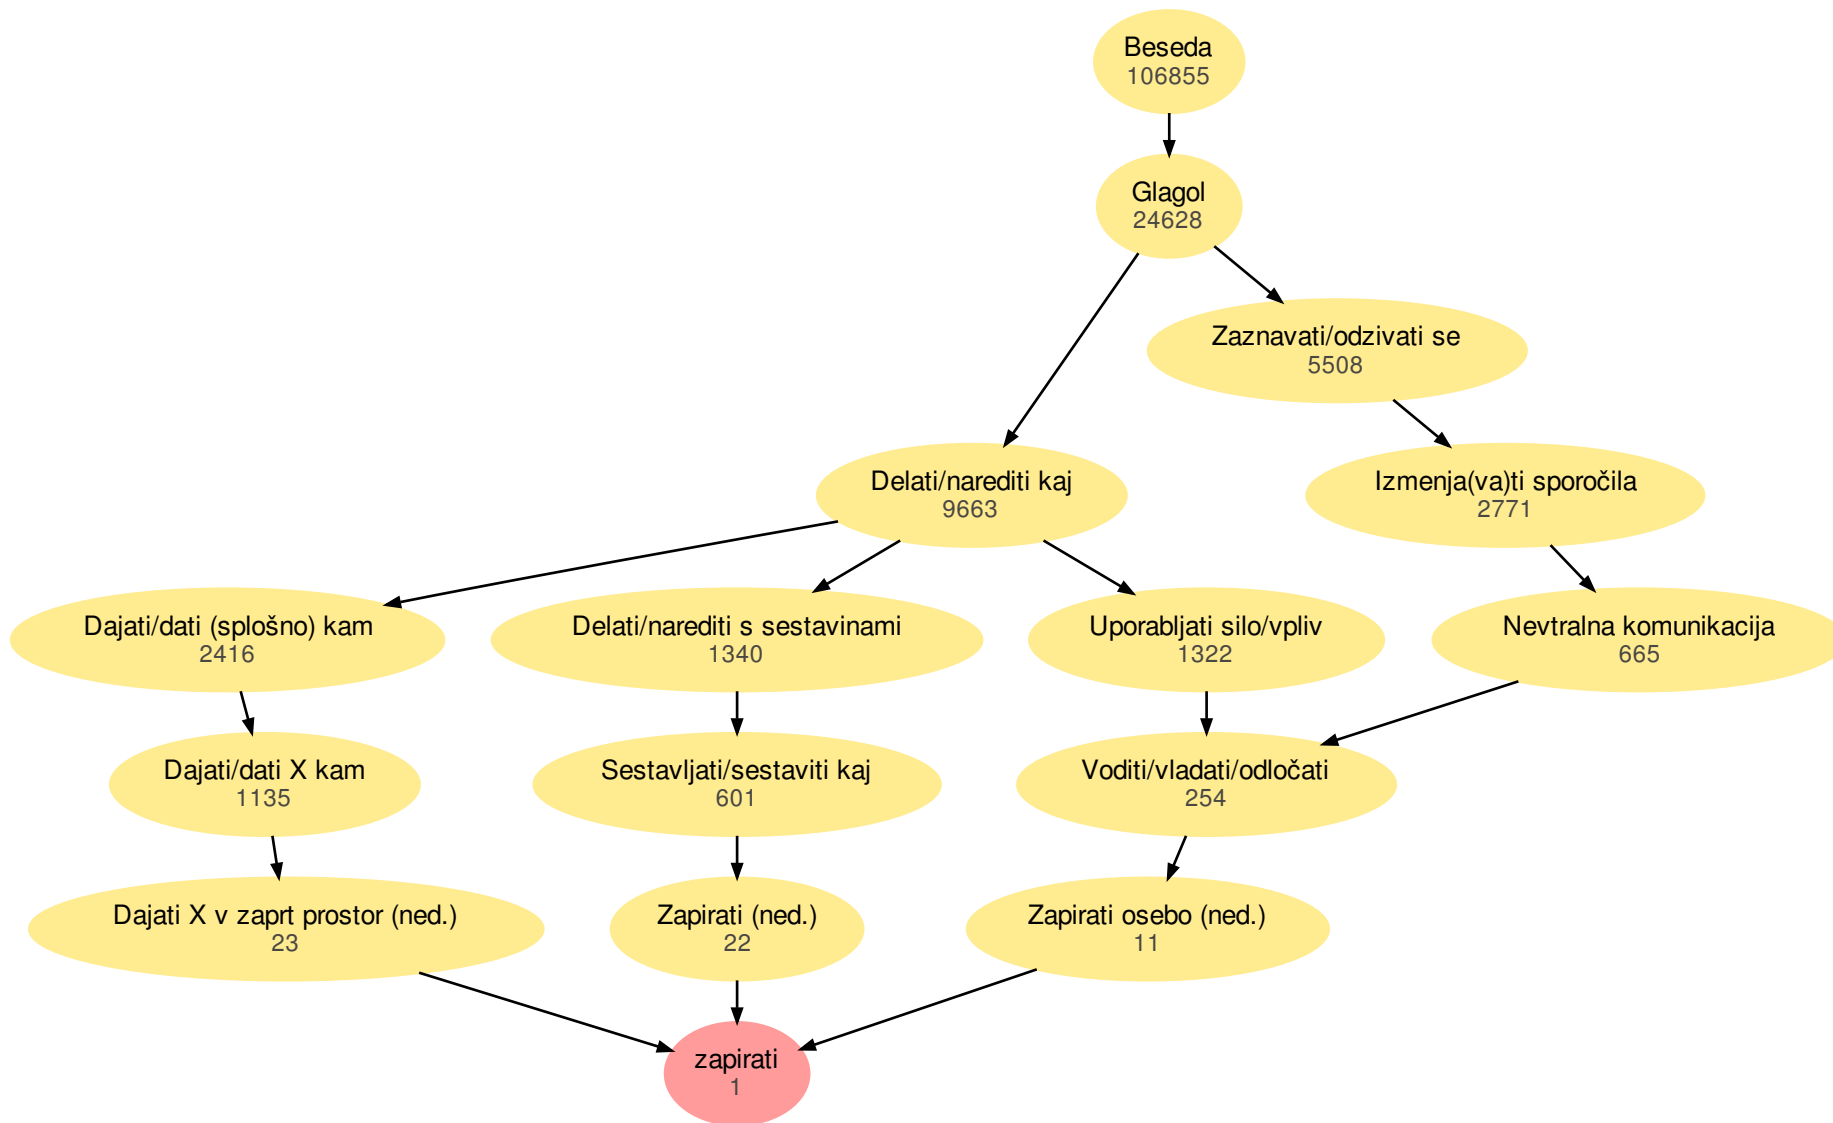 Beseda
106855
Glagol
24628
Zaznavati/odzivati se
5508
Delati/narediti kaj
9663
Izmenja(va)ti sporočila
2771
Dajati/dati (splošno) kam
2416
Delati/narediti s sestavinami
1340
Uporabljati silo/vpliv
1322
Nevtralna komunikacija
665
Dajati/dati X kam
1135
Sestavljati/sestaviti kaj
601
Voditi/vladati/odločati
254
Dajati X v zaprt prostor (ned.)
23
Zapirati (ned.)
22
Zapirati osebo (ned.)
11
zapirati
1